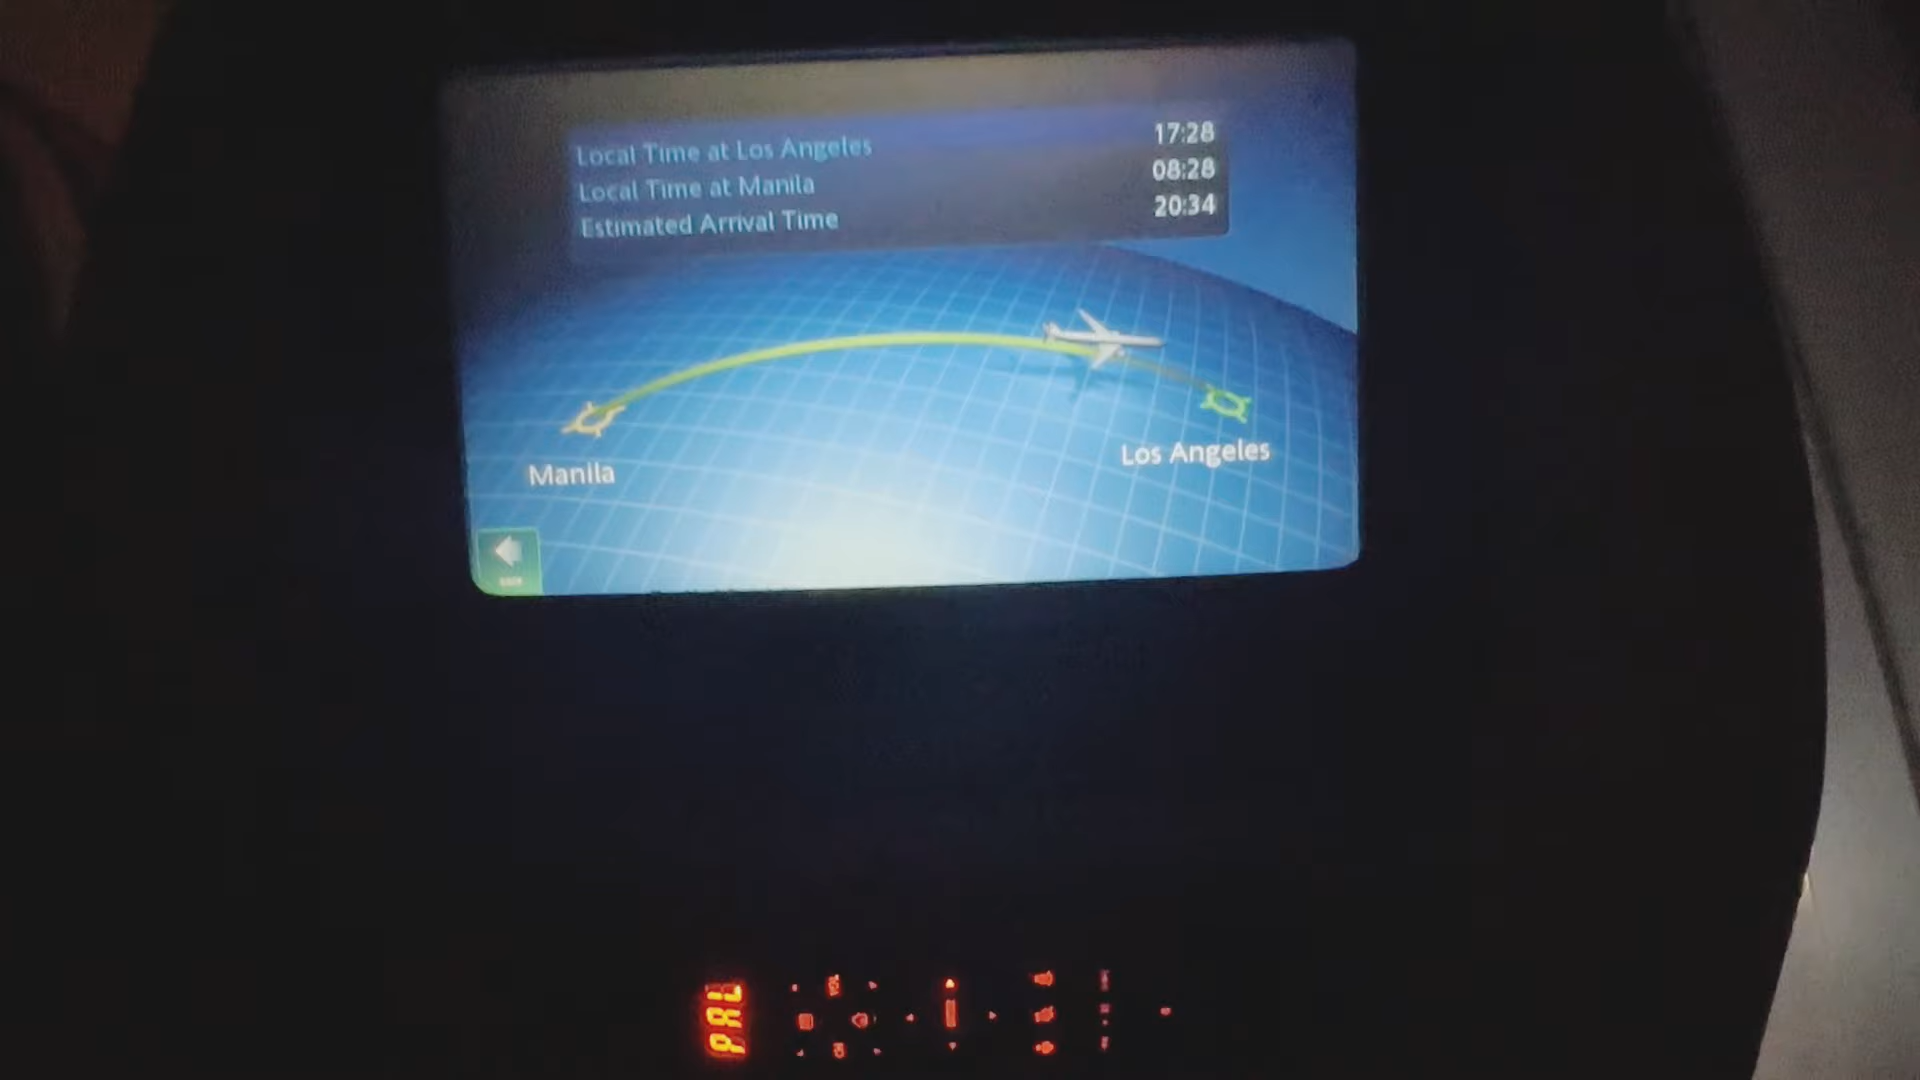 Local Time at Los Angeles 17:28
Local Time at Manila 08:28
Estimated Arrival Time 20:34
Manila
Los Angeles
PAL